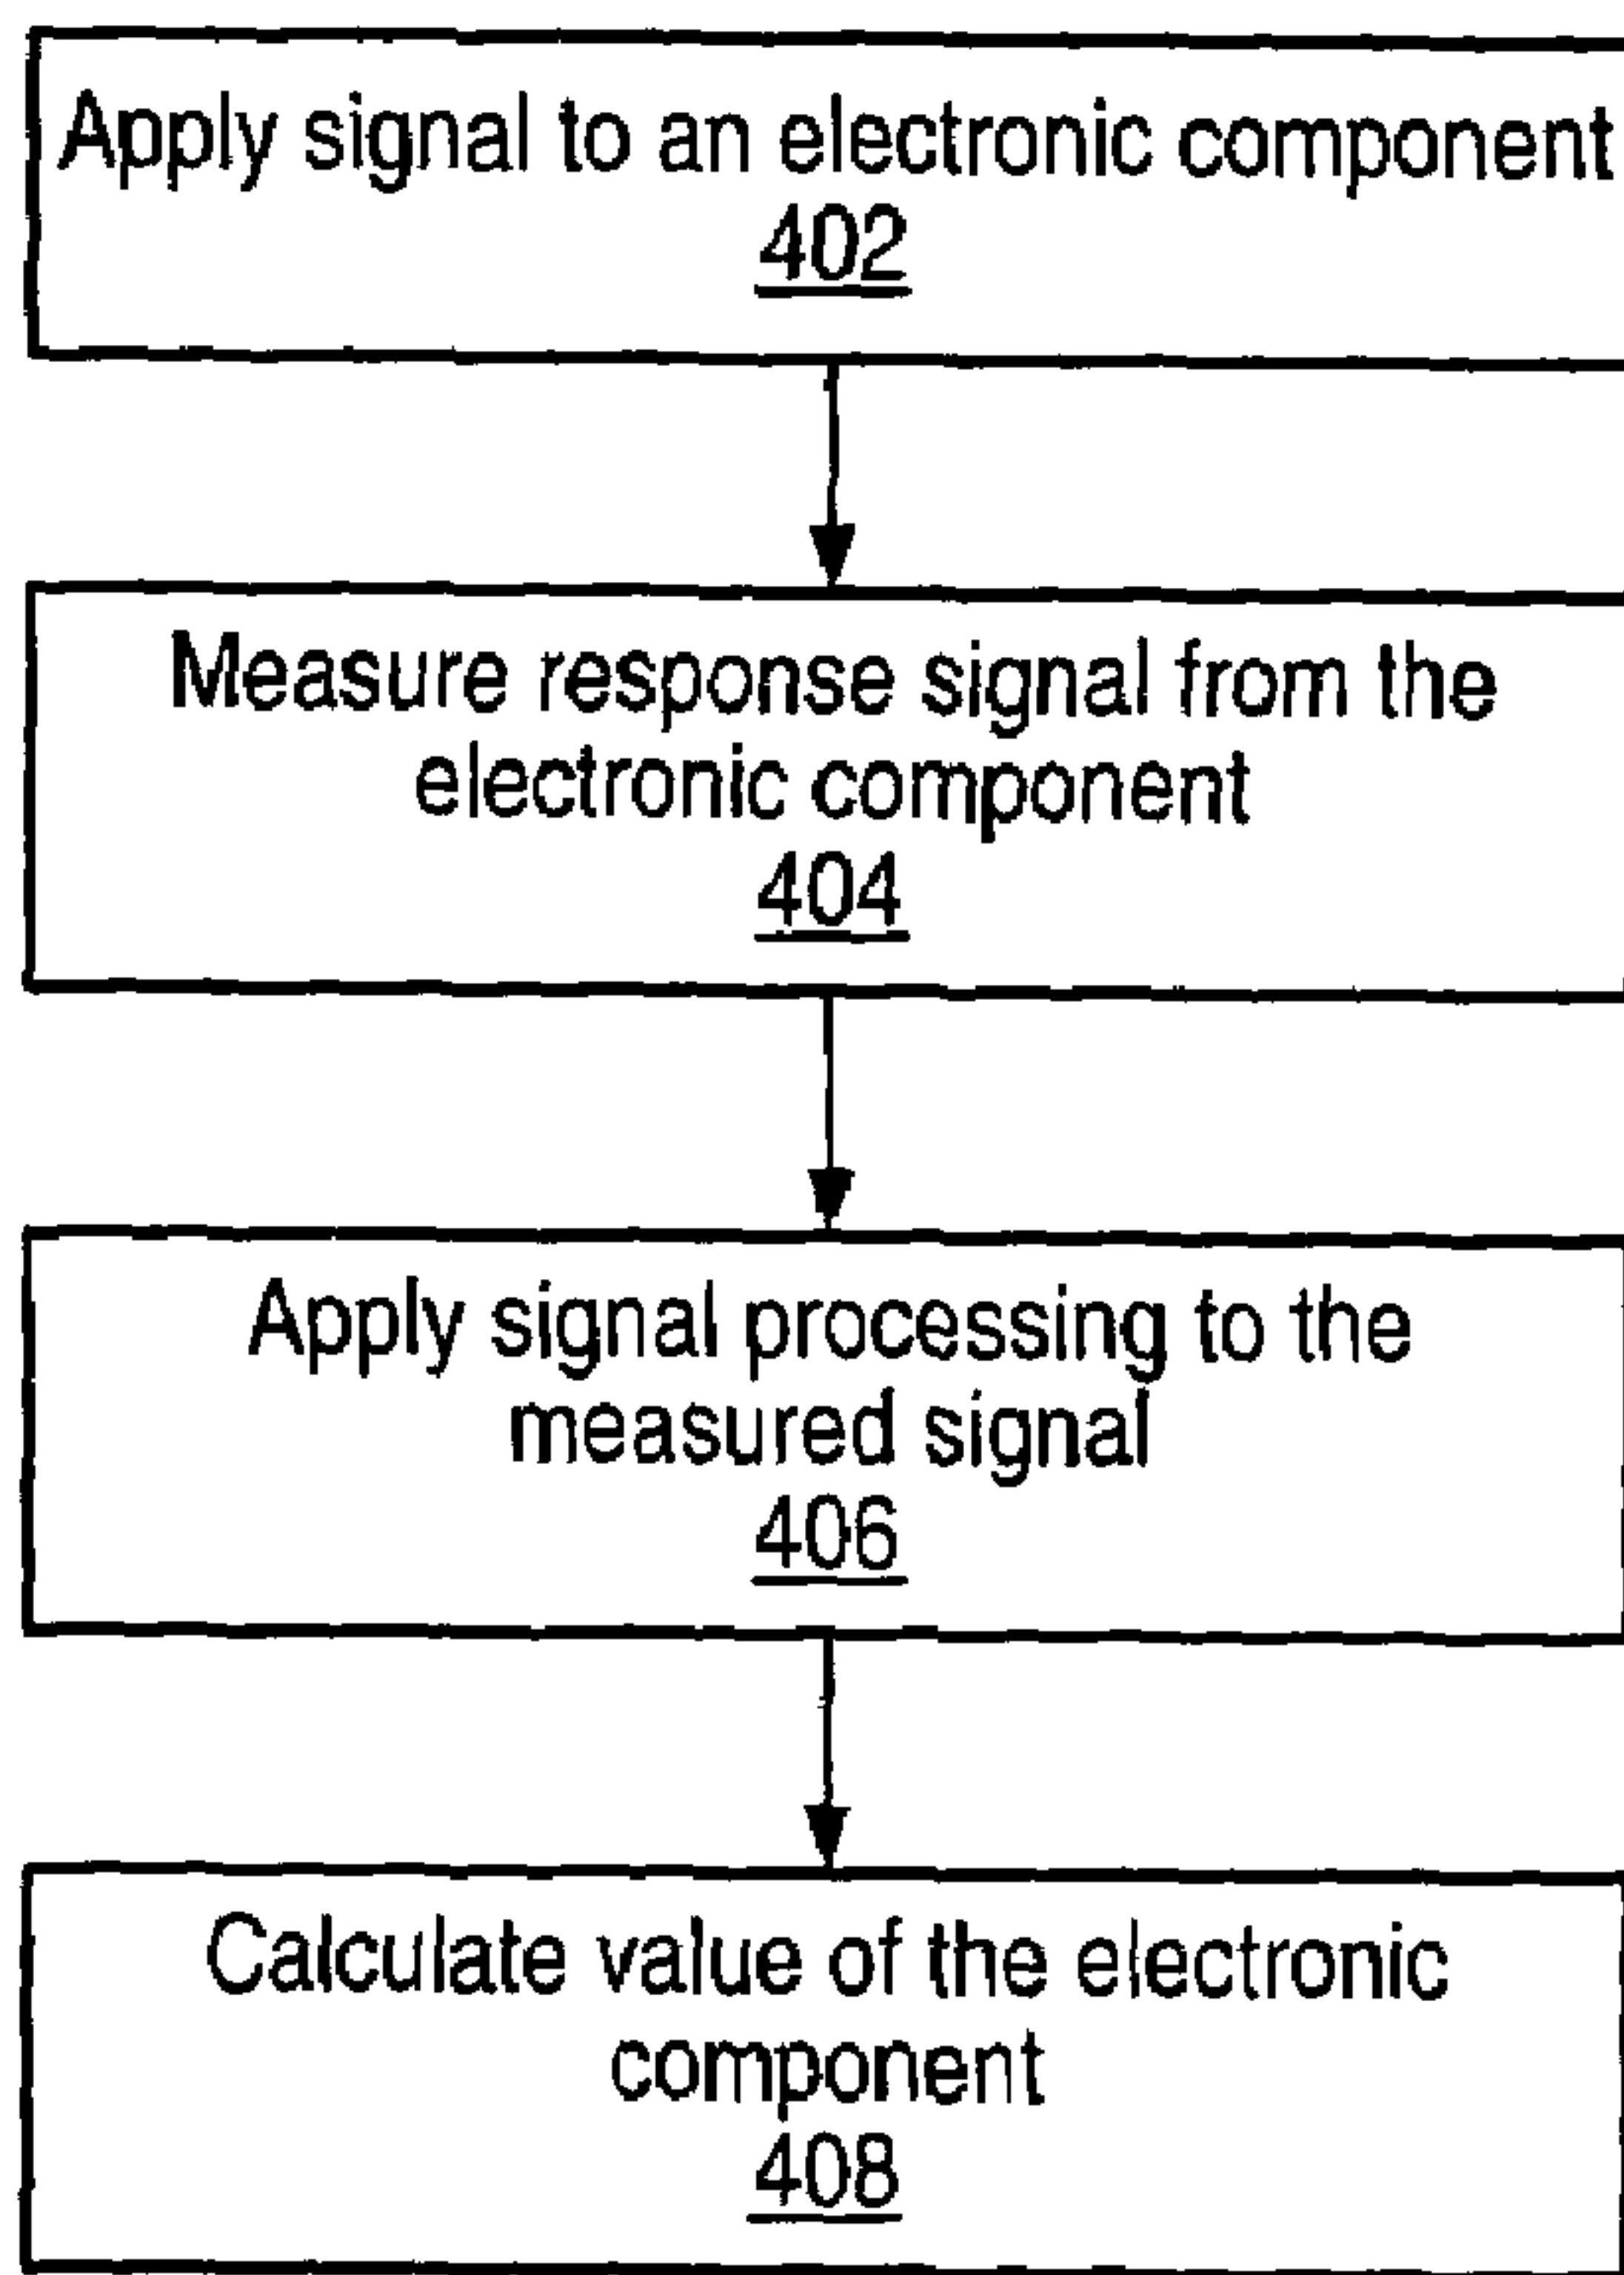 Apply signal to an electronic component
402
Measure response signal from the
electronic component
404
Apply signal processing to the
measured signal
406
Calculate value of the electronic
component
408